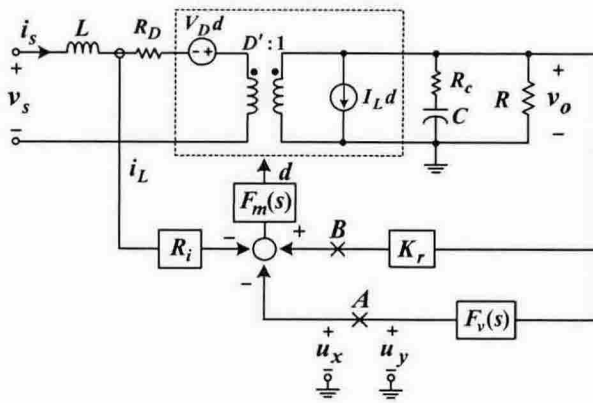 i_s L R_D V_D d D' : 1
+ − +
v_s
−
I_L d
R_c
C
R
+
v_o
−
i_L
d
F_m(s)
R_i − + B K_r
− A F_v(s)
+ +
u_x u_y
− −